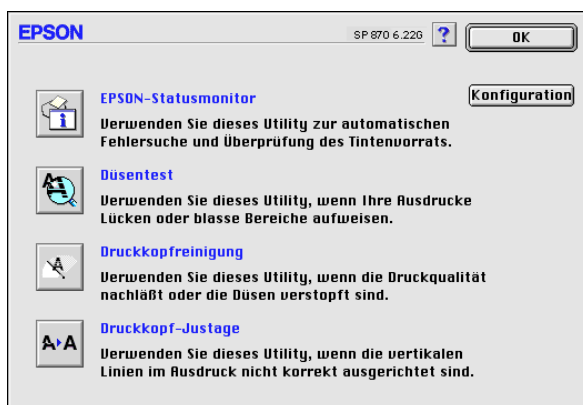 EPSON
SP 870 6.22G
?
OK
EPSON-Statusmonitor
Konfiguration
Verwenden Sie dieses Utility zur automatischen
Fehlersuche und Überprüfung des Tintenvorrats.
Düsentest
Verwenden Sie dieses Utility, wenn Ihre Ausdrucke
Lücken oder blasse Bereiche aufweisen.
Druckkopfreinigung
Verwenden Sie dieses Utility, wenn die Druckqualität
nachläßt oder die Düsen verstopft sind.
A A
Druckkopf-Justage
Verwenden Sie dieses Utility, wenn die vertikalen
Linien im Ausdruck nicht korrekt ausgerichtet sind.